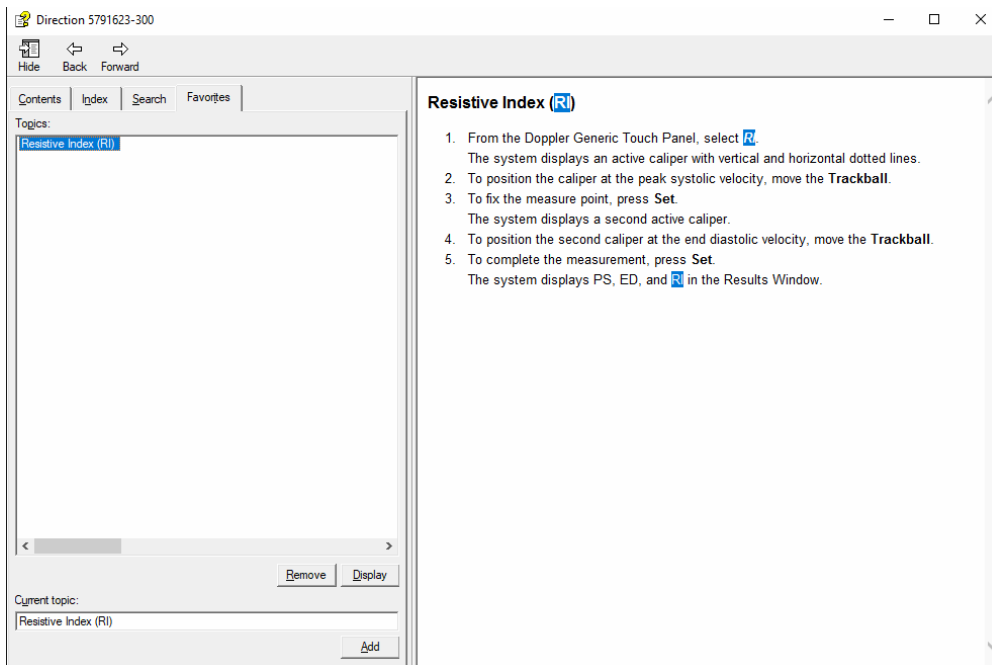 Direction 5791623-300
Hide Back Forward
Contents Index Search Favorites
Topics:
Resistive Index (RI)
Remove Display
Current topic:
Resistive Index (RI)
Add
Resistive Index (RI)
1. From the Doppler Generic Touch Panel, select RI.
The system displays an active caliper with vertical and horizontal dotted lines.
2. To position the caliper at the peak systolic velocity, move the Trackball.
3. To fix the measure point, press Set.
The system displays a second active caliper.
4. To position the second caliper at the end diastolic velocity, move the Trackball.
5. To complete the measurement, press Set.
The system displays PS, ED, and RI in the Results Window.